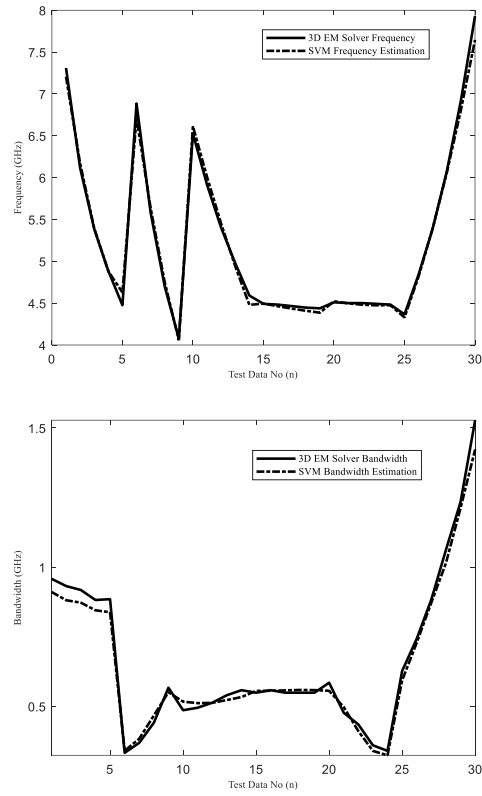 8
7.5
7
6.5
6
5.5
5
4.5
4
Frequency (GHz)
3D EM Solver Frequency
SVM Frequency Estimation
0 5 10 15 20 25 30
Test Data No (n)
1.5
1
0.5
Bandwidth (GHz)
3D EM Solver Bandwidth
SVM Bandwidth Estimation
5 10 15 20 25 30
Test Data No (n)